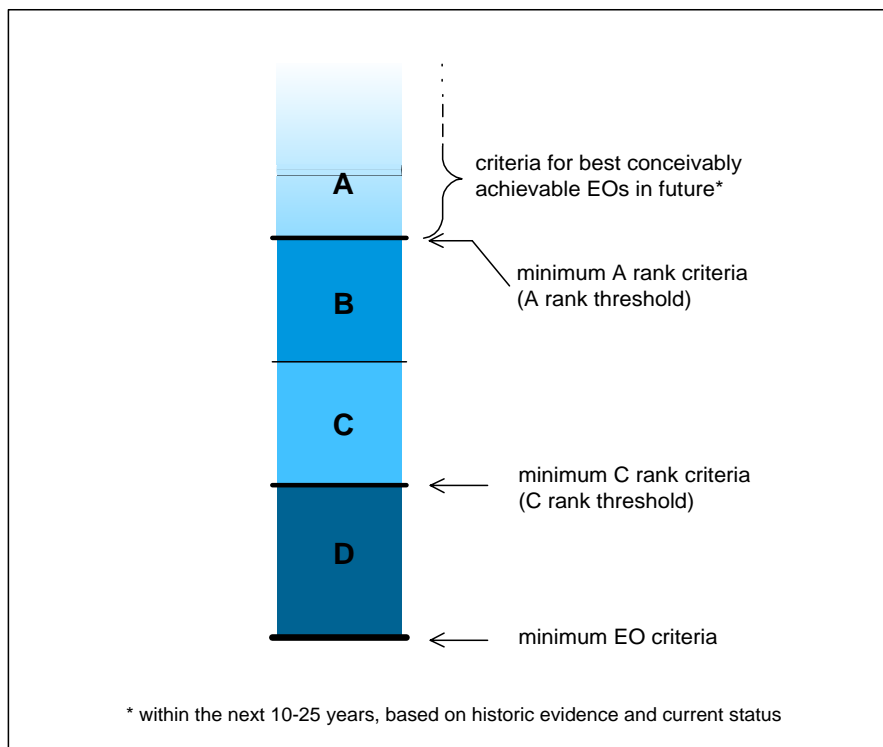 A
criteria for best conceivably
achievable EOs in future*
minimum A rank criteria
(A rank threshold)
B
C
minimum C rank criteria
(C rank threshold)
D
minimum EO criteria
* within the next 10-25 years, based on historic evidence and current status